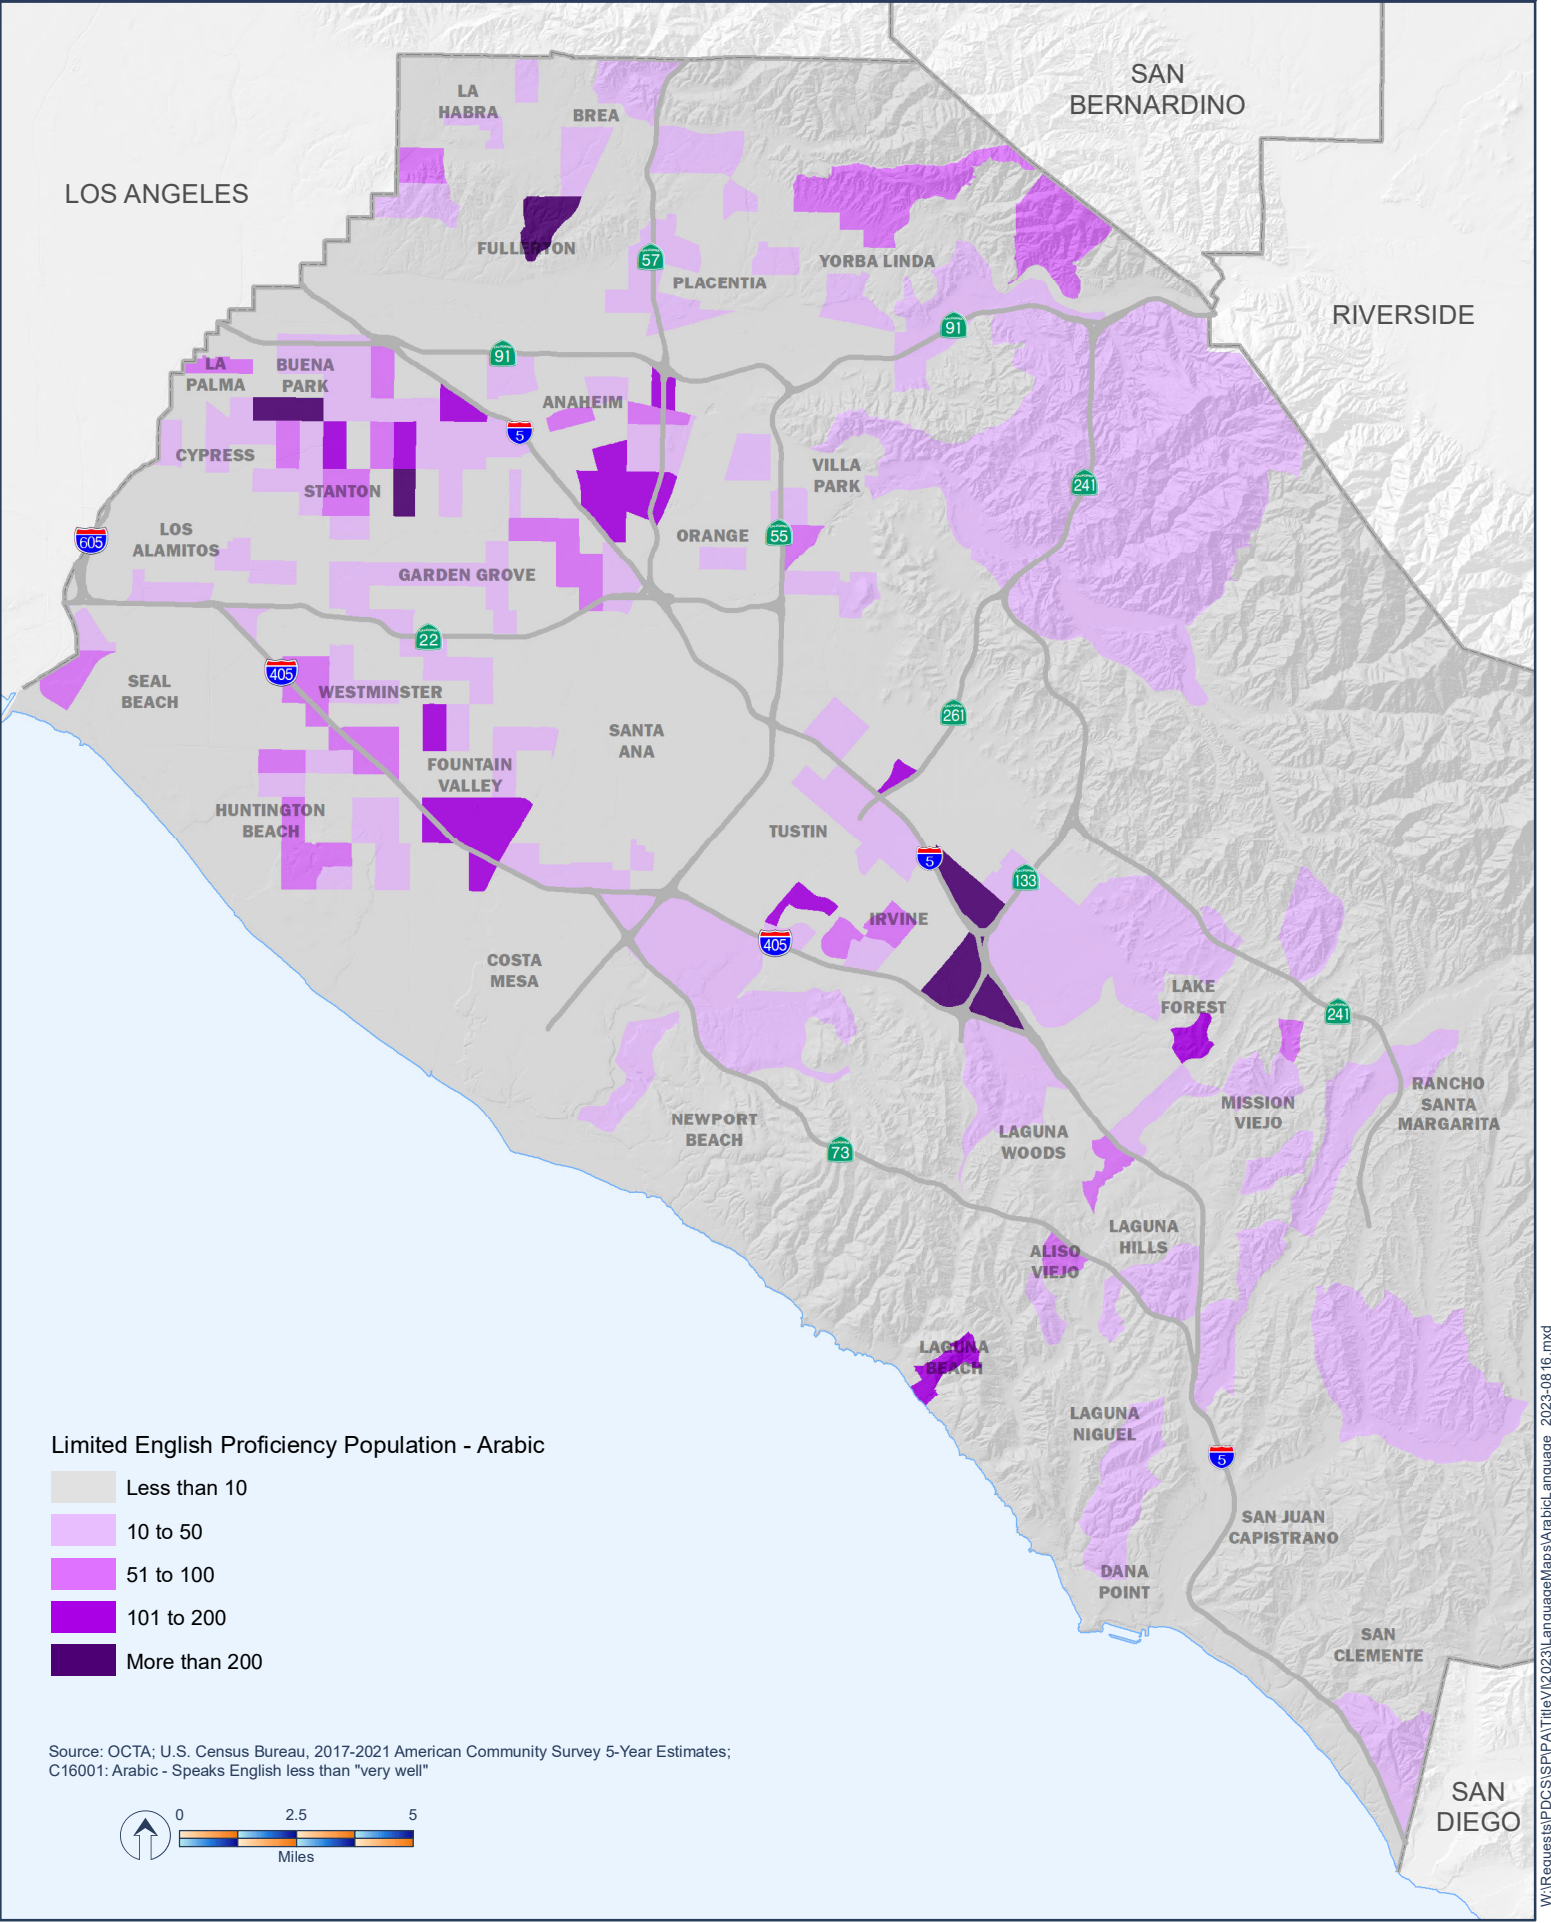 SAN
BERNARDINO
LA
HABRA
BREA
LOS ANGELES
FULLERTON
57
YORBA LINDA
PLACENTIA
RIVERSIDE
91
91
LA
PALMA
BUENA
PARK
ANAHEIM
5
CYPRESS
VILLA
PARK
STANTON
241
LOS
ALAMITOS
605
ORANGE
55
GARDEN GROVE
22
405
SEAL
BEACH
WESTMINSTER
261
SANTA
ANA
FOUNTAIN
VALLEY
HUNTINGTON
BEACH
TUSTIN
5
133
IRVINE
405
COSTA
MESA
LAKE
FOREST
241
RANCHO
SANTA
MARGARITA
MISSION
VIEJO
NEWPORT
BEACH
LAGUNA
WOODS
73
LAGUNA
HILLS
ALISO
VIEJO
LAGUNA
BEACH
LAGUNA
NIGUEL
5
SAN JUAN
CAPISTRANO
DANA
POINT
SAN
CLEMENTE
SAN
DIEGO
Limited English Proficiency Population - Arabic
Less than 10
10 to 50
51 to 100
101 to 200
More than 200
Source: OCTA; U.S. Census Bureau, 2017-2021 American Community Survey 5-Year Estimates;
C16001: Arabic - Speaks English less than "very well"
0 2.5 5
Miles
W:\Requests\PDCS\SP\PA\TitleVI\2023\LanguageMaps\ArabicLanguage_2023-0816.mxd